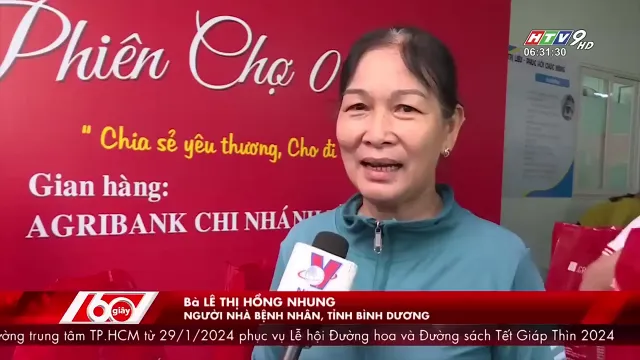 HTV9 HD
06:31:30
Phiên Chợ 0
" Chia sẻ yêu thương, Cho đi
Gian hàng:
AGRIBANK CHI NHÁNH
60
giây
Bà LÊ THỊ HỒNG NHUNG
NGƯỜI NHÀ BỆNH NHÂN, TỈNH BÌNH DƯƠNG
ường trung tâm TP.HCM từ 29/1/2024 phục vụ Lễ hội Đường hoa và Đường sách Tết Giáp Thìn 2024